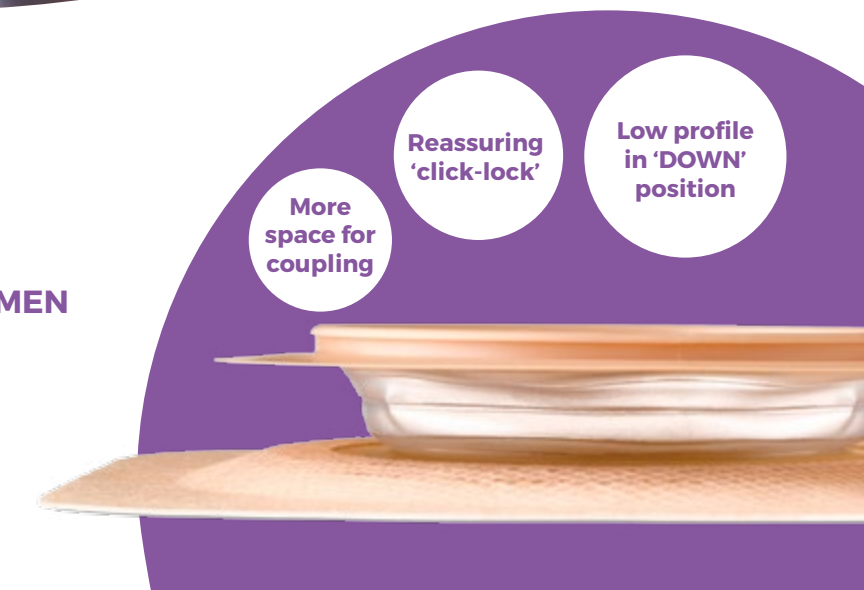 Reassuring
‘click-lock’
Low profile
in ‘DOWN’
position
More
space for
coupling
MEN